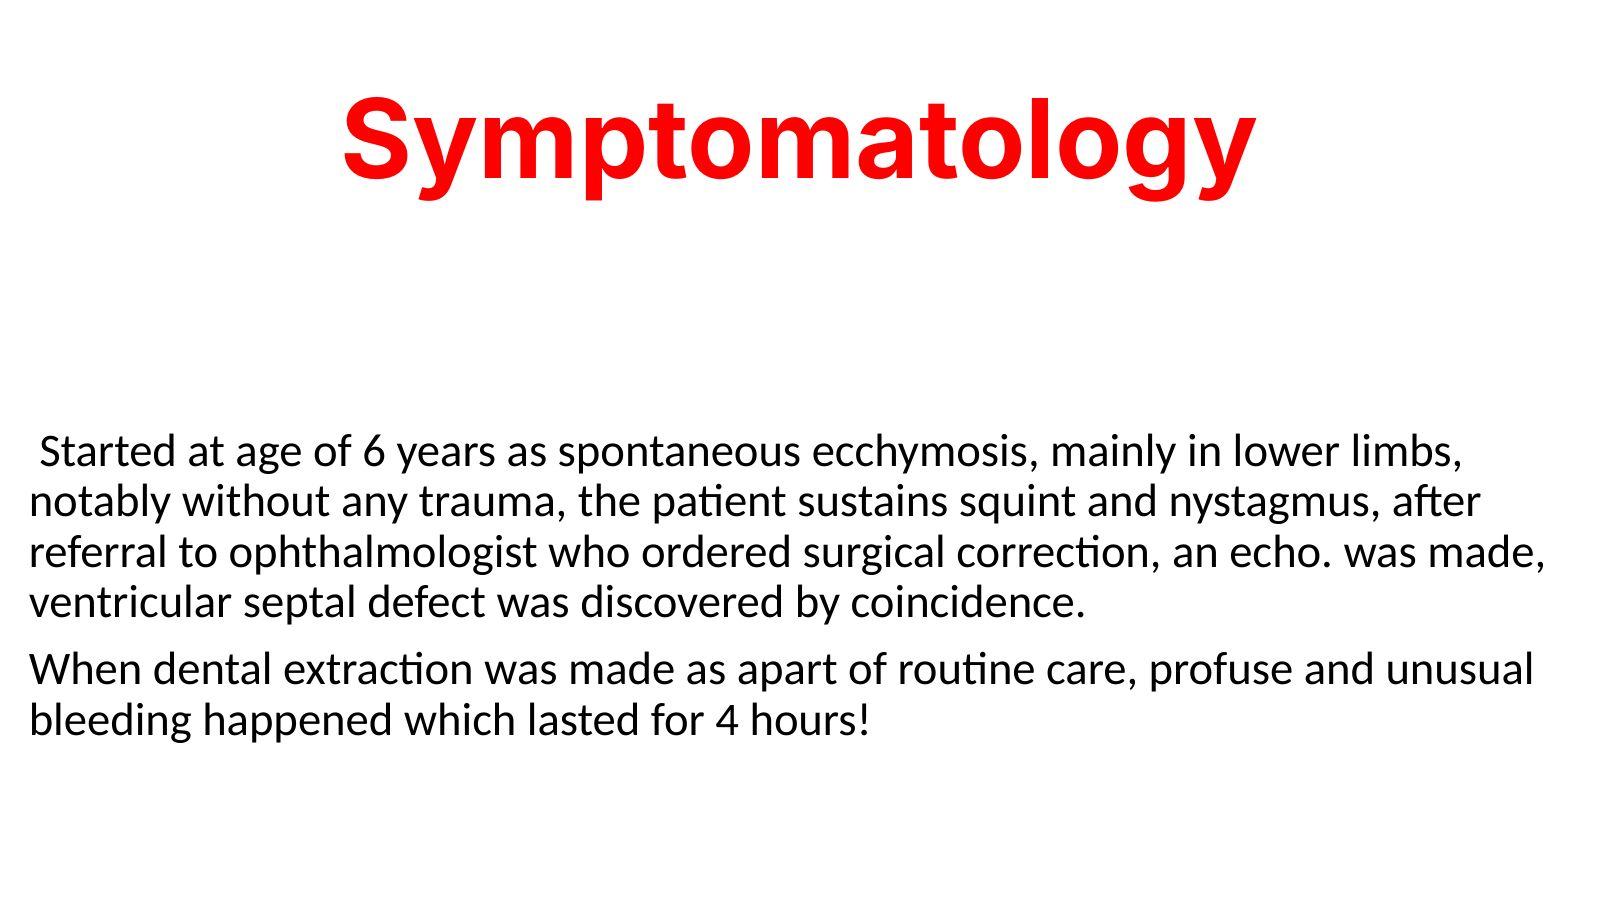 Symptomatology
Started at age of 6 years as spontaneous ecchymosis, mainly in lower limbs,
notably without any trauma, the patient sustains squint and nystagmus, after
referral to ophthalmologist who ordered surgical correction, an echo. was made,
ventricular septal defect was discovered by coincidence.
When dental extraction was made as apart of routine care, profuse and unusual
bleeding happened which lasted for 4 hours!